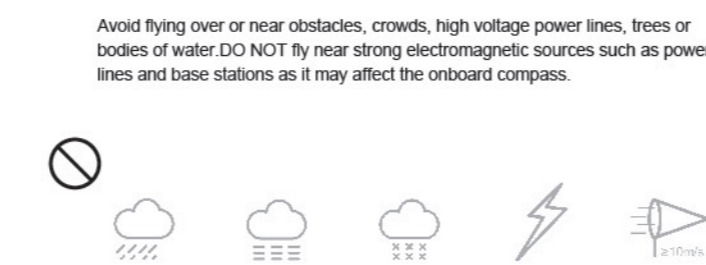 Avoid flying over or near obstacles, crowds, high voltage power lines, trees or
bodies of water.DO NOT fly near strong electromagnetic sources such as power
lines and base stations as it may affect the onboard compass.
≥10m/s